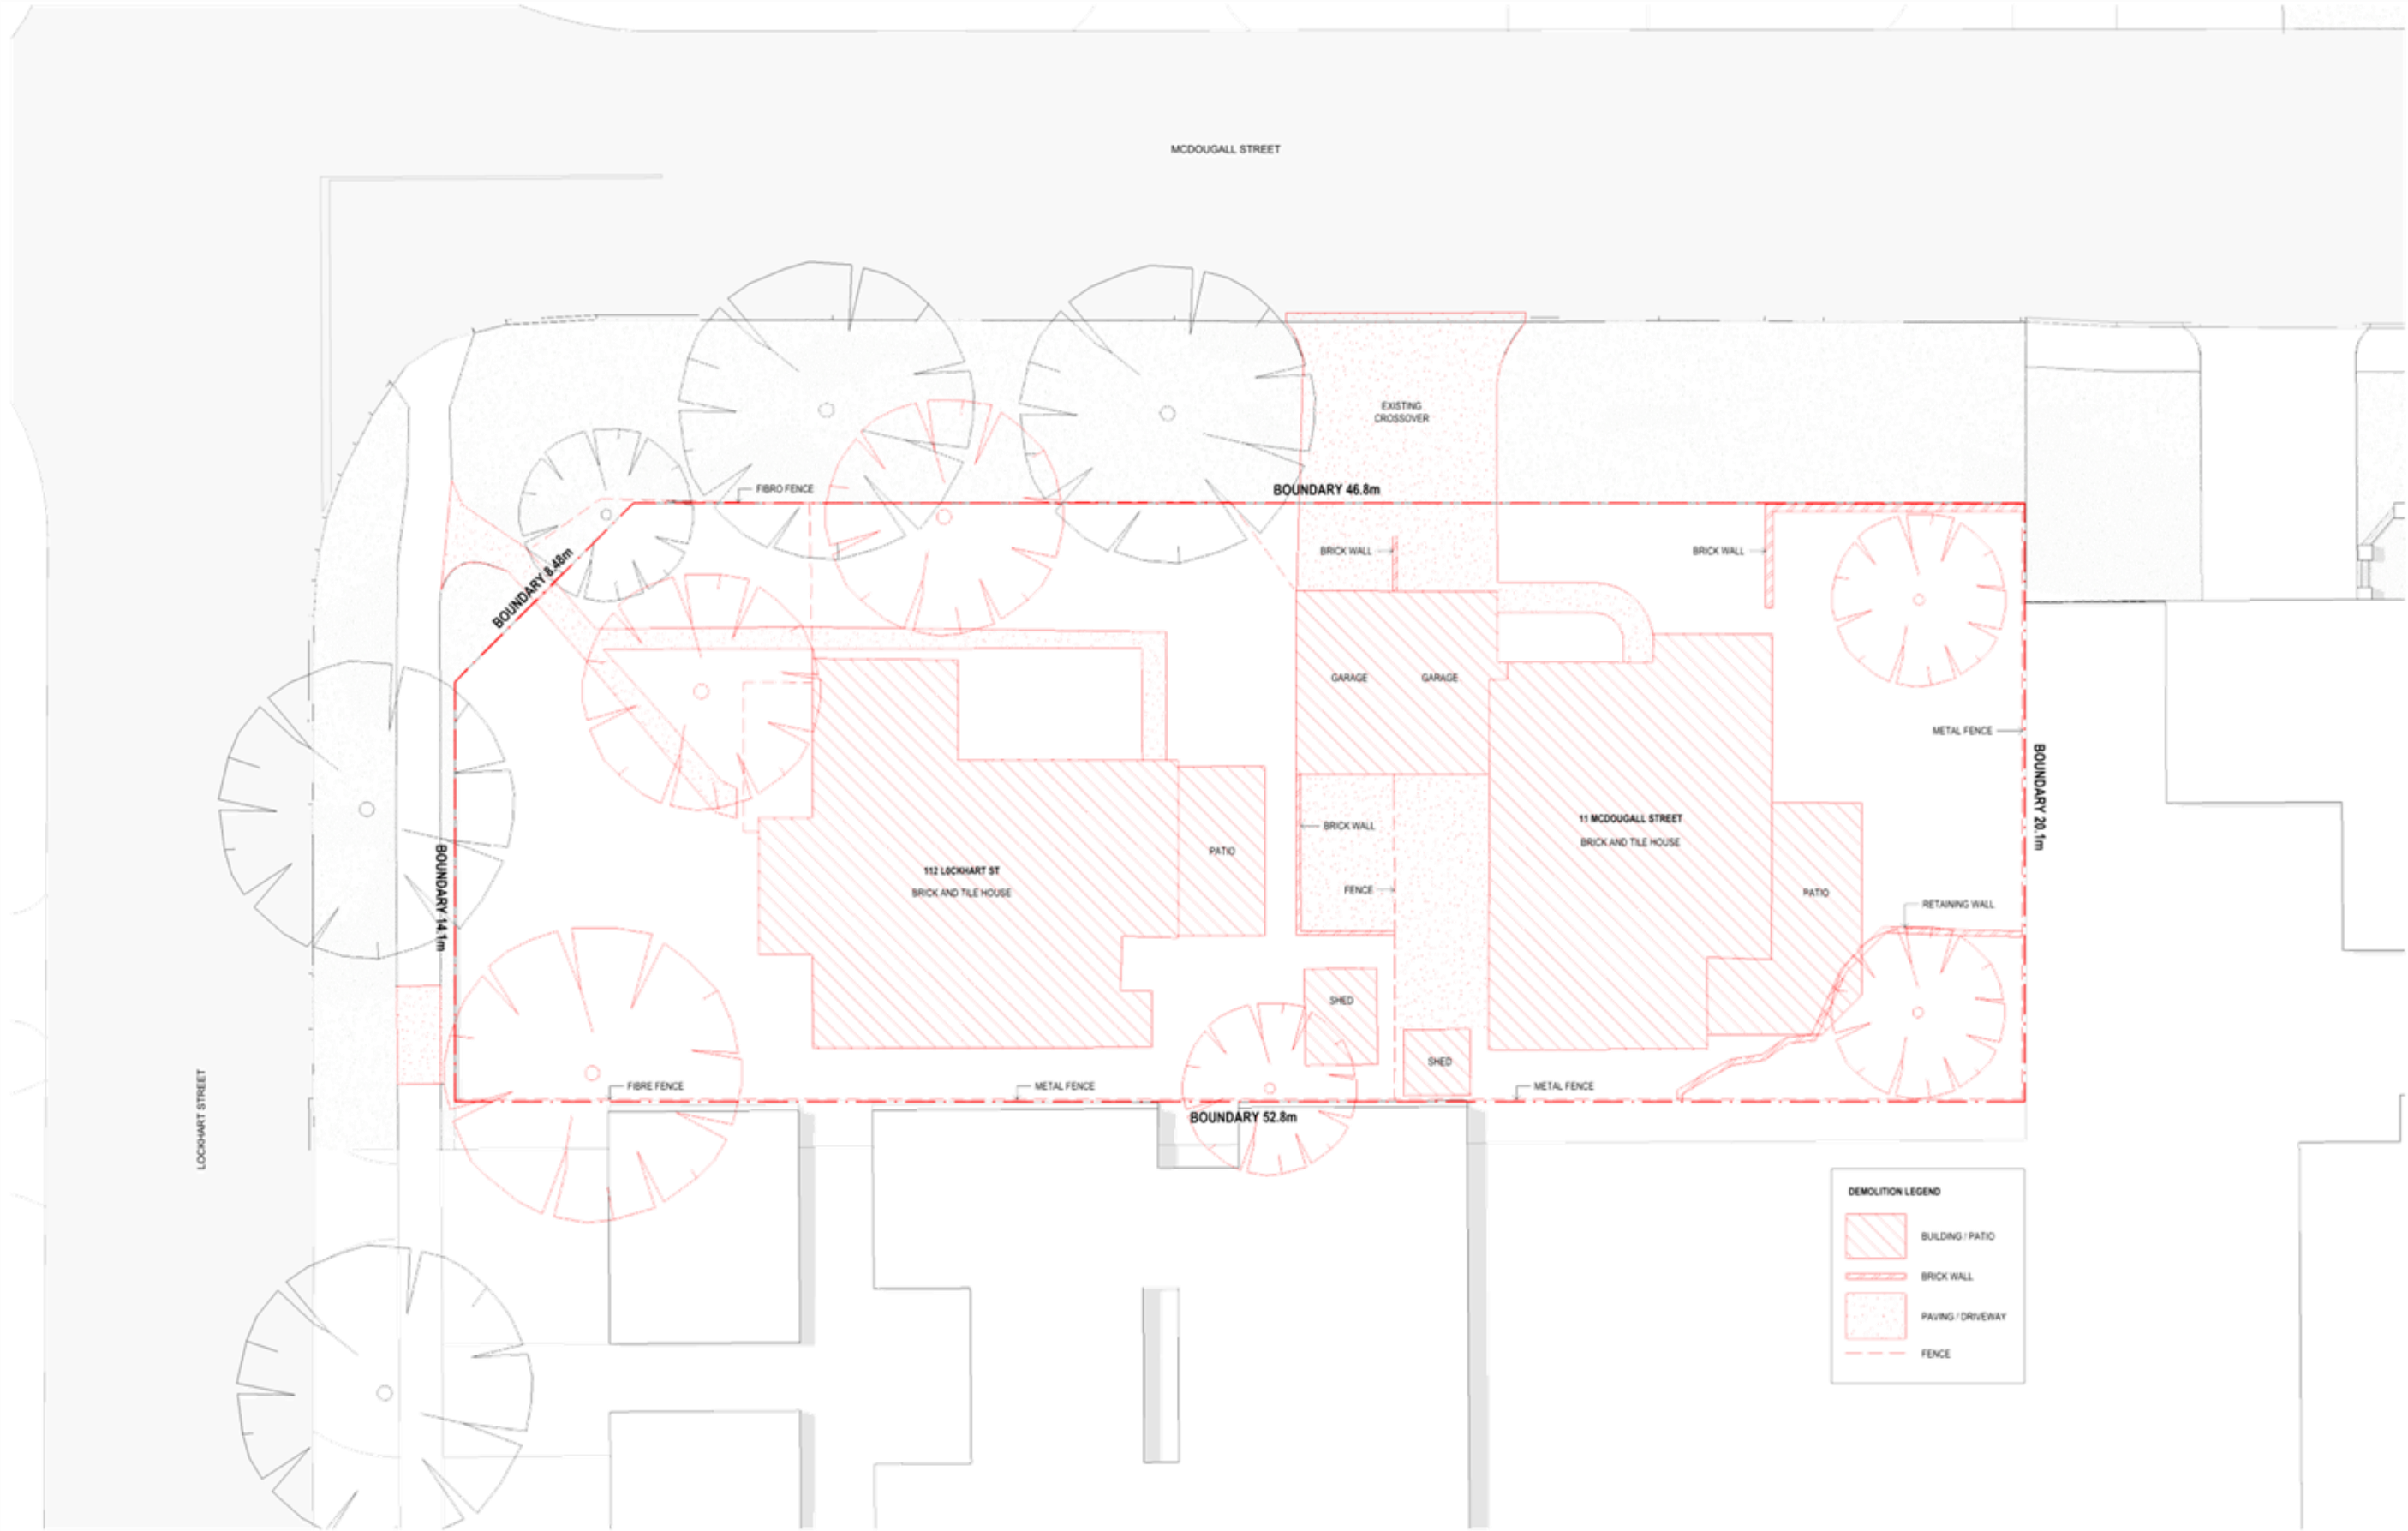 MCDOUGALL STREET
EXISTING
CROSSOVER
FIBRO FENCE
BOUNDARY 46.8m
BRICK WALL
BRICK WALL
BOUNDARY 8.48m
GARAGE
GARAGE
METAL FENCE
BOUNDARY 20.1m
BRICK WALL
11 MCDOUGALL STREET
BRICK AND TILE HOUSE
PATIO
112 LOCKHART ST
BRICK AND TILE HOUSE
FENCE
PATIO
BOUNDARY 14.1m
RETAINING WALL
SHED
SHED
FIBRE FENCE
METAL FENCE
METAL FENCE
BOUNDARY 52.8m
LOCKHART STREET
DEMOLITION LEGEND
BUILDING / PATIO
BRICK WALL
PAVING / DRIVEWAY
FENCE